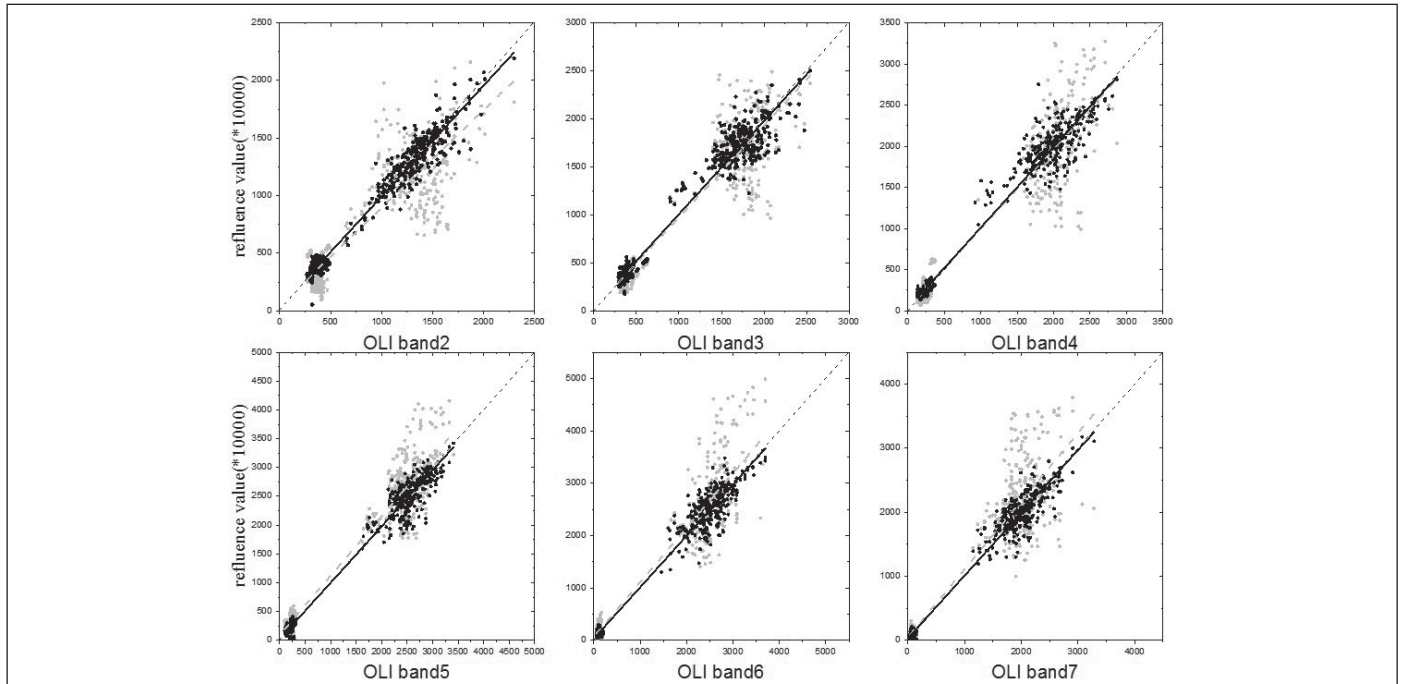 2500 3000 3500
2000 2500 3000
1500 2000 2500
1000 1500 2000
500 1000 1500
0 500 1000
0 500
0
refluence value(*10000)
0 500 1000 1500 2000 2500
0 500 1000 1500 2000 2500 3000
0 500 1000 1500 2000 2500 3000 3500
OLI band2 OLI band3 OLI band4
5000
4500
4000
3500
3000
2500
2000
1500
1000
500
0
5000
4000
3000
2000
1000
0
4000
3000
2000
1000
0
refluence value(*10000)
0 500 1000 1500 2000 2500 3000 3500 4000 4500 5000
0 1000 2000 3000 4000 5000
0 1000 2000 3000 4000
OLI band5 OLI band6 OLI band7